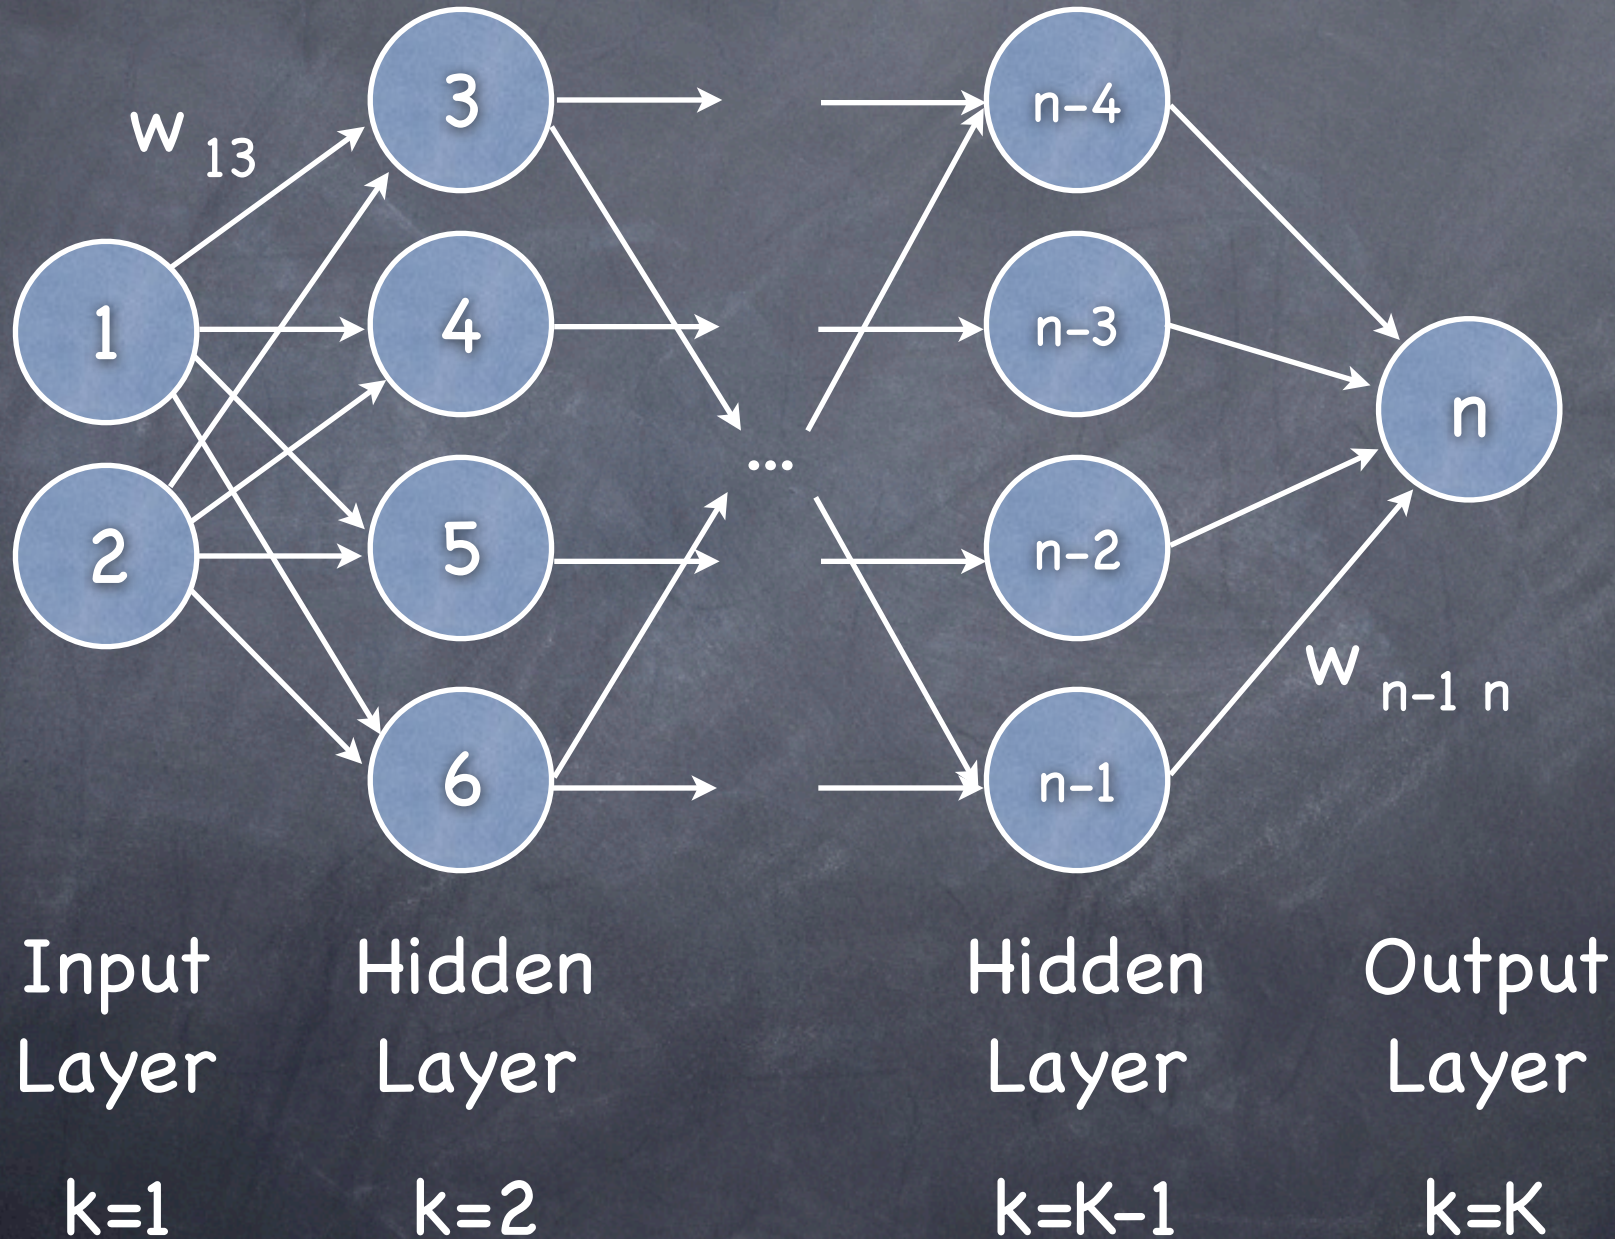 w 13
3
n-4
1
4
n-3
n
2
5
n-2
...
w n-1 n
6
n-1
Input Layer
Hidden Layer
Hidden Layer
Output Layer
k=1
k=2
k=K-1
k=K